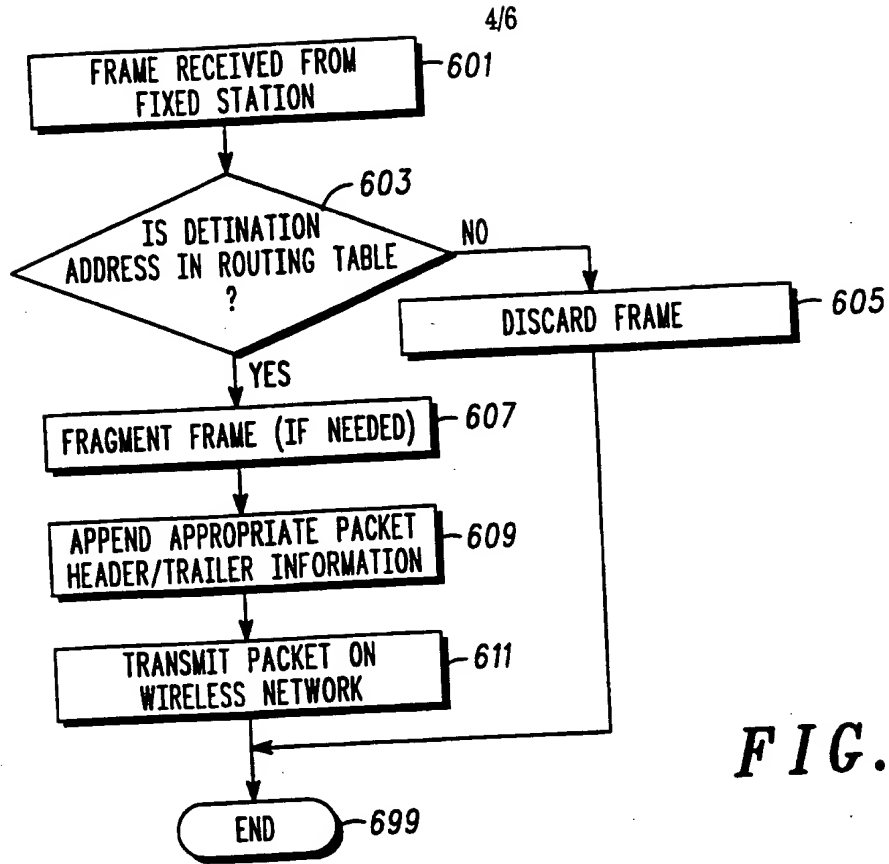 4/6
FRAME RECEIVED FROM
FIXED STATION
601
603
IS DETINATION
ADDRESS IN ROUTING TABLE
?
NO
DISCARD FRAME
605
YES
FRAGMENT FRAME (IF NEEDED)
607
APPEND APPROPRIATE PACKET
HEADER/TRAILER INFORMATION
609
TRANSMIT PACKET ON
WIRELESS NETWORK
611
END
699
FIG.